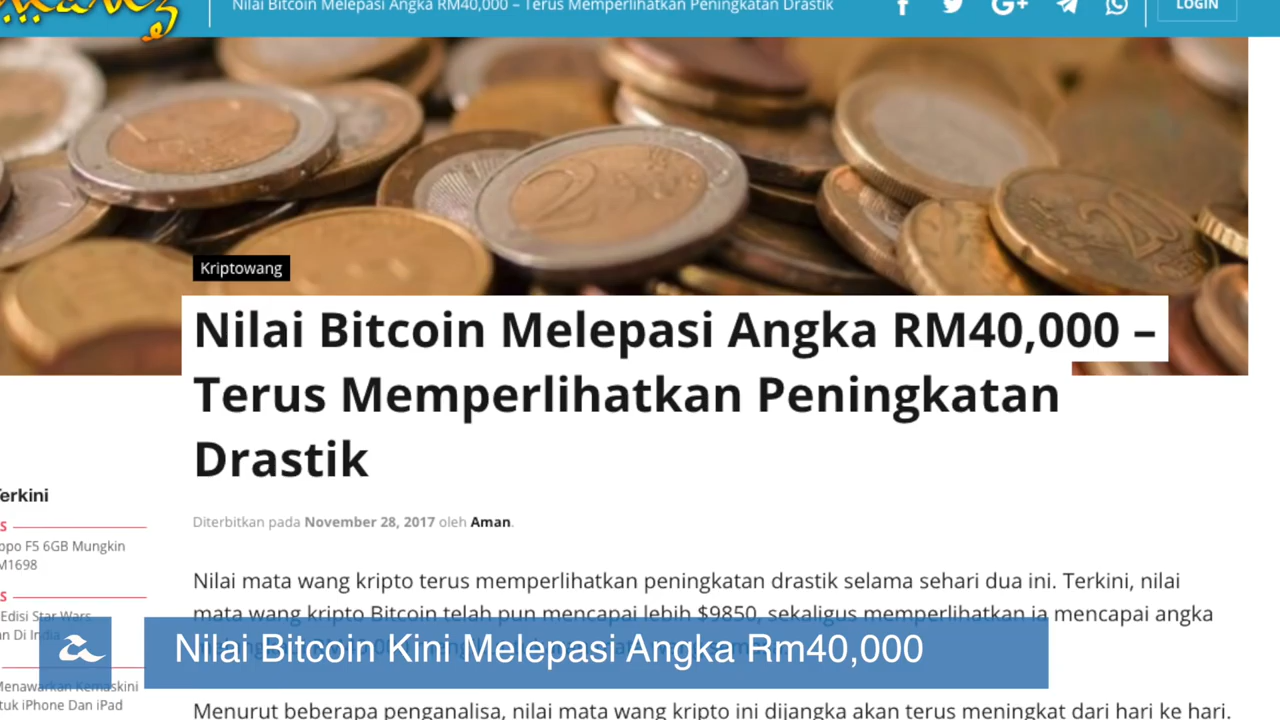 Nilai Bitcoin Melepasi Angka RM40,000 – Terus Memperlihatkan Peningkatan Drastik
LOGIN
Kriptowang
Nilai Bitcoin Melepasi Angka RM40,000 –
Terus Memperlihatkan Peningkatan
Drastik
Diterbitkan pada November 28, 2017 oleh Aman.
Nilai mata wang kripto terus memperlihatkan peningkatan drastik selama sehari dua ini. Terkini, nilai
mata wang kripto Bitcoin telah pun mencapai lebih $9850, sekaligus memperlihatkan ia mencapai angka
Menurut beberapa penganalisa, nilai mata wang kripto ini dijangka akan terus meningkat dari hari ke hari.
Terkini
S
ppo F5 6GB Mungkin
M1698
S
Edisi Star Wars
an Di India
Menawarkan Kemaskini
tuk iPhone Dan iPad
Nilai Bitcoin Kini Melepasi Angka Rm40,000